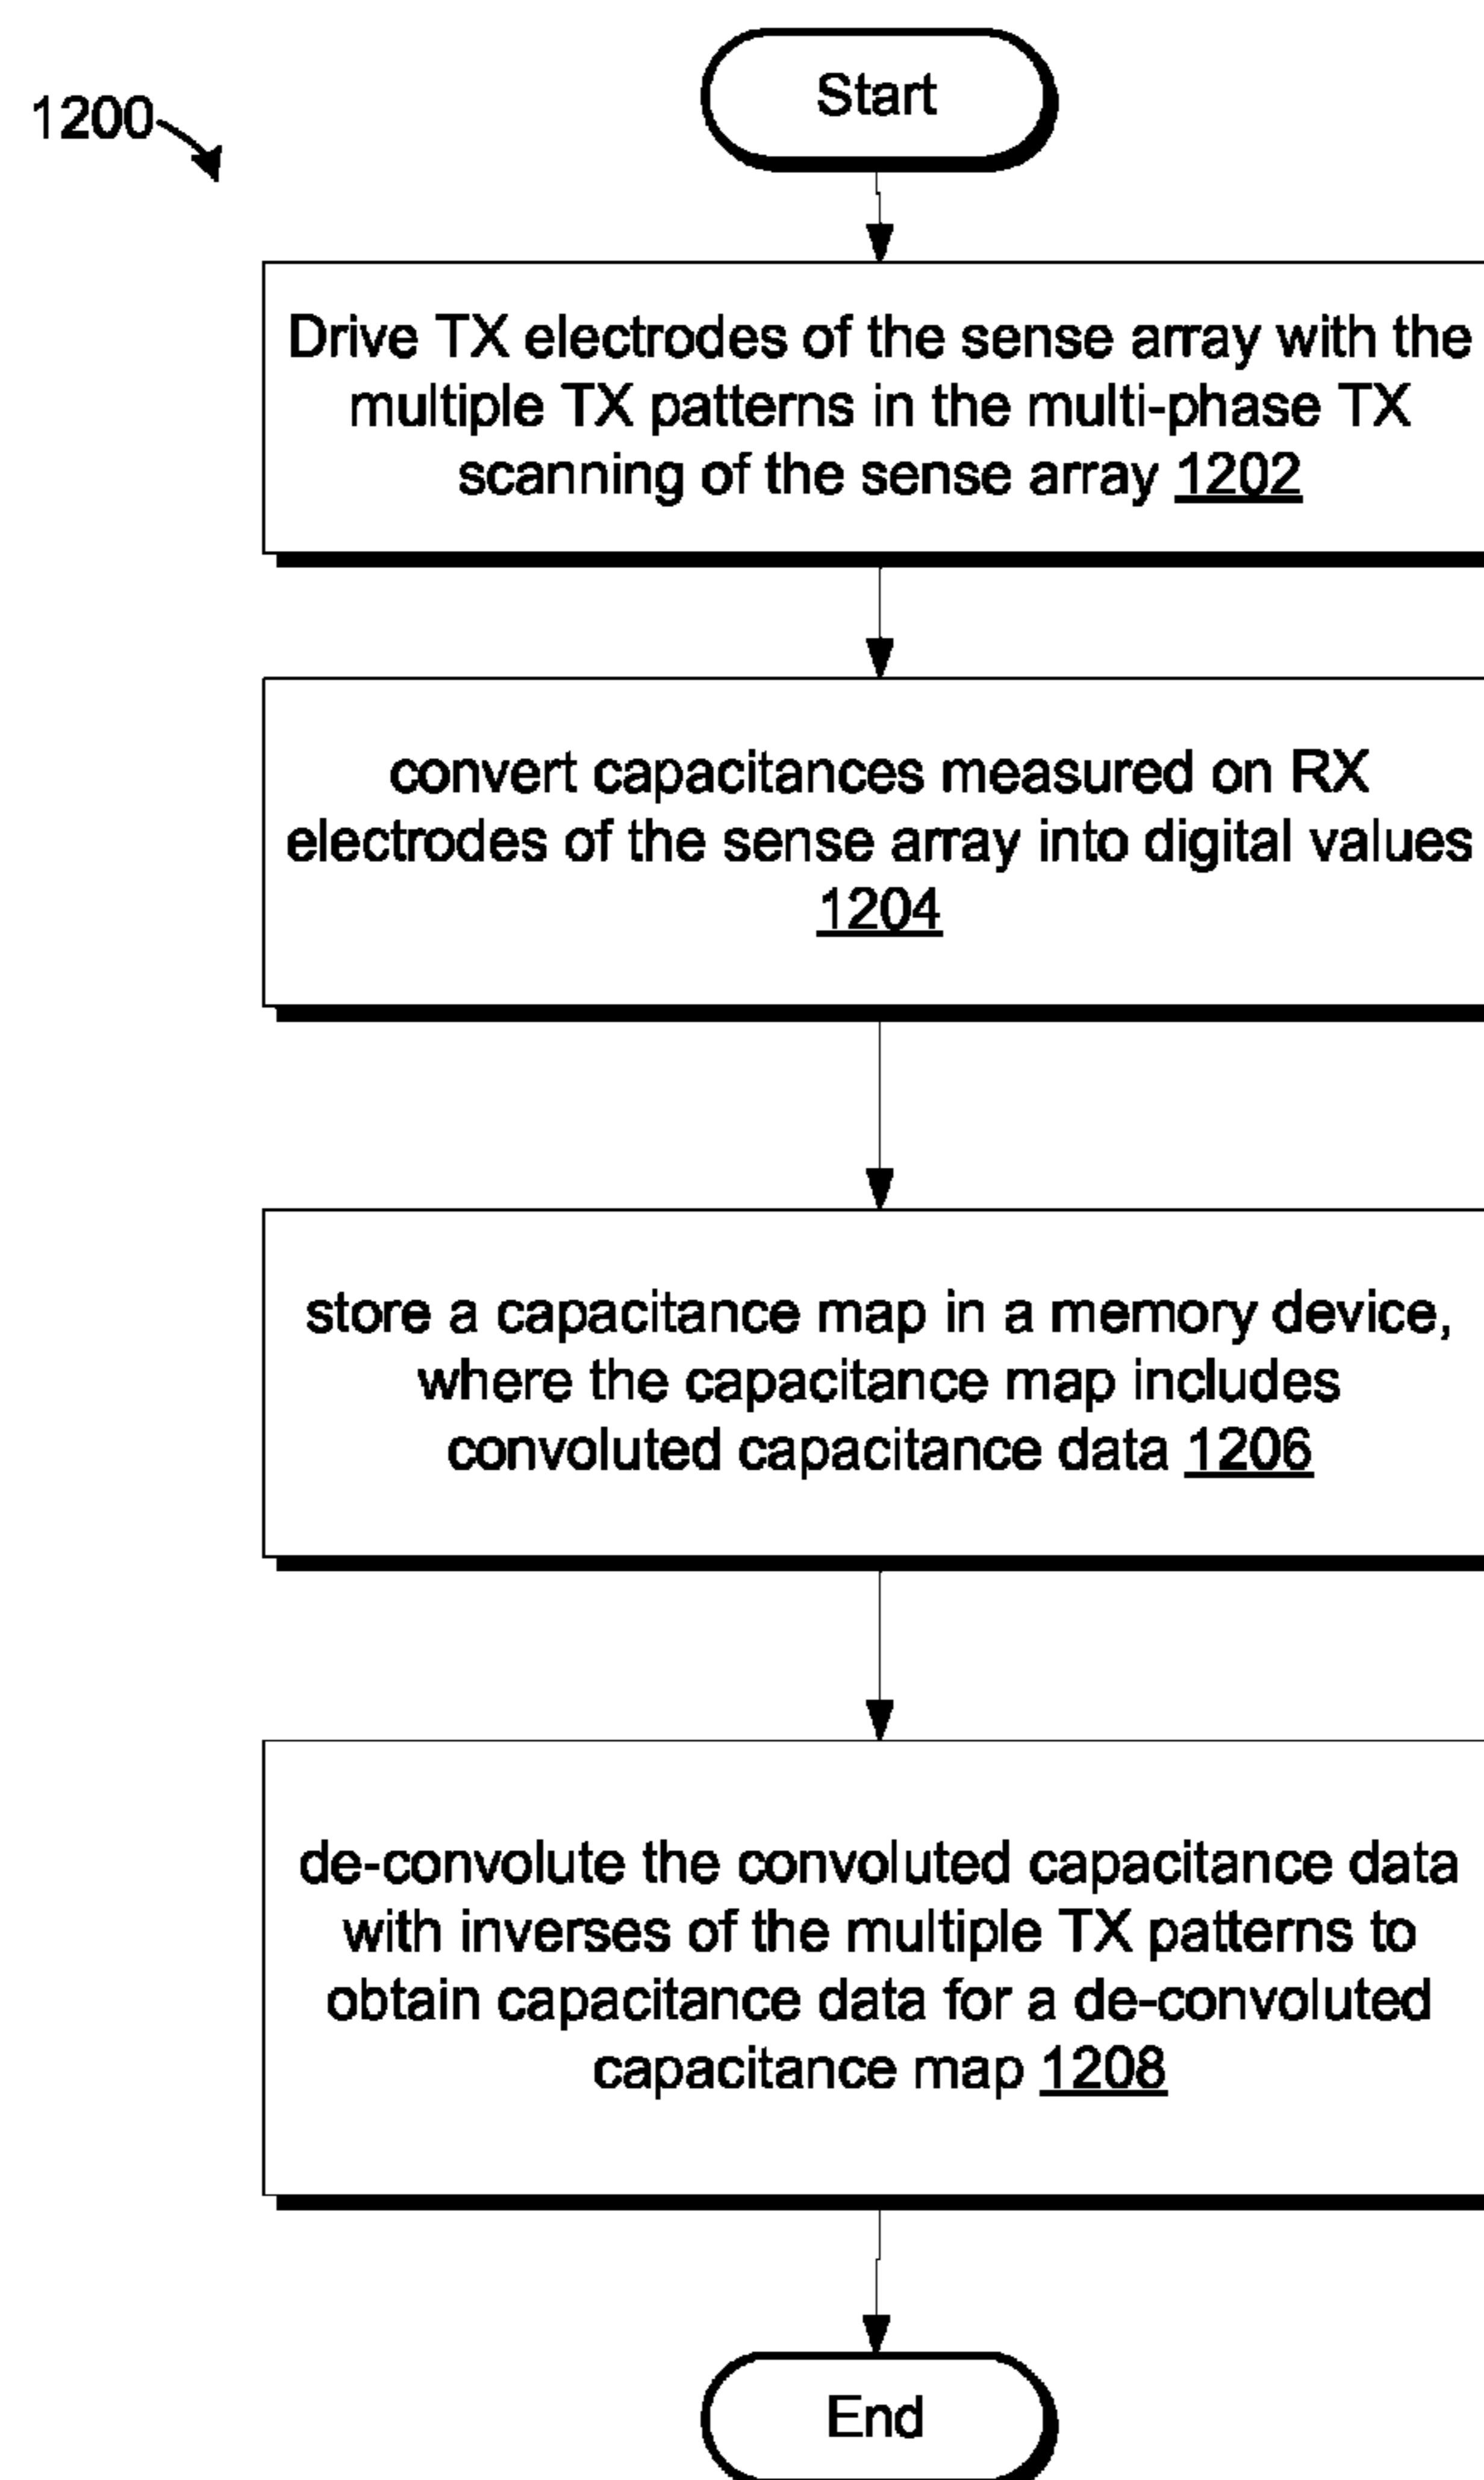 Start
1200
Drive TX electrodes of the sense array with the
multiple TX patterns in the multi-phase TX
scanning of the sense array 1202
convert capacitances measured on RX
electrodes of the sense array into digital values
1204
store a capacitance map in a memory device,
where the capacitance map includes
convoluted capacitance data 1206
de-convolute the convoluted capacitance data
with inverses of the multiple TX patterns to
obtain capacitance data for a de-convoluted
capacitance map 1208
End